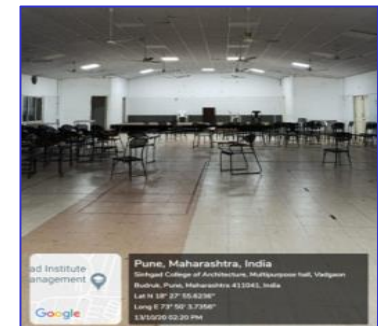 ad Institute
anagement
Google
Pune, Maharashtra, India
Sinhgad College of Architecture, Multipurpose hall, Vadgaon
Budruk, Pune, Maharashtra 411041, India
Lat N 18° 27' 55.6236"
Long E 73° 50' 3.7356"
13/10/20 02:20 PM